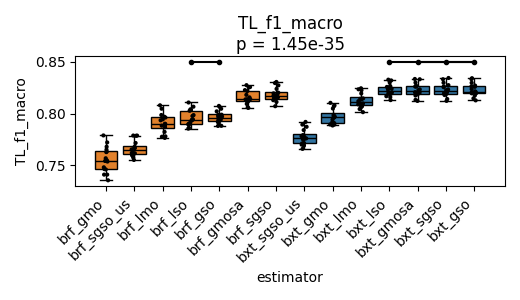 TL_f1_macro
p = 1.45e-35
TL_f1_macro
0.85
0.80
0.75
brf_gmo
brf_sgso_us
brf_lmo
brf_lso
brf_gso
brf_gmosa
brf_sgso
bxt_sgso_us
bxt_gmo
bxt_lmo
bxt_lso
bxt_gmosa
bxt_sgso
bxt_gso
estimator